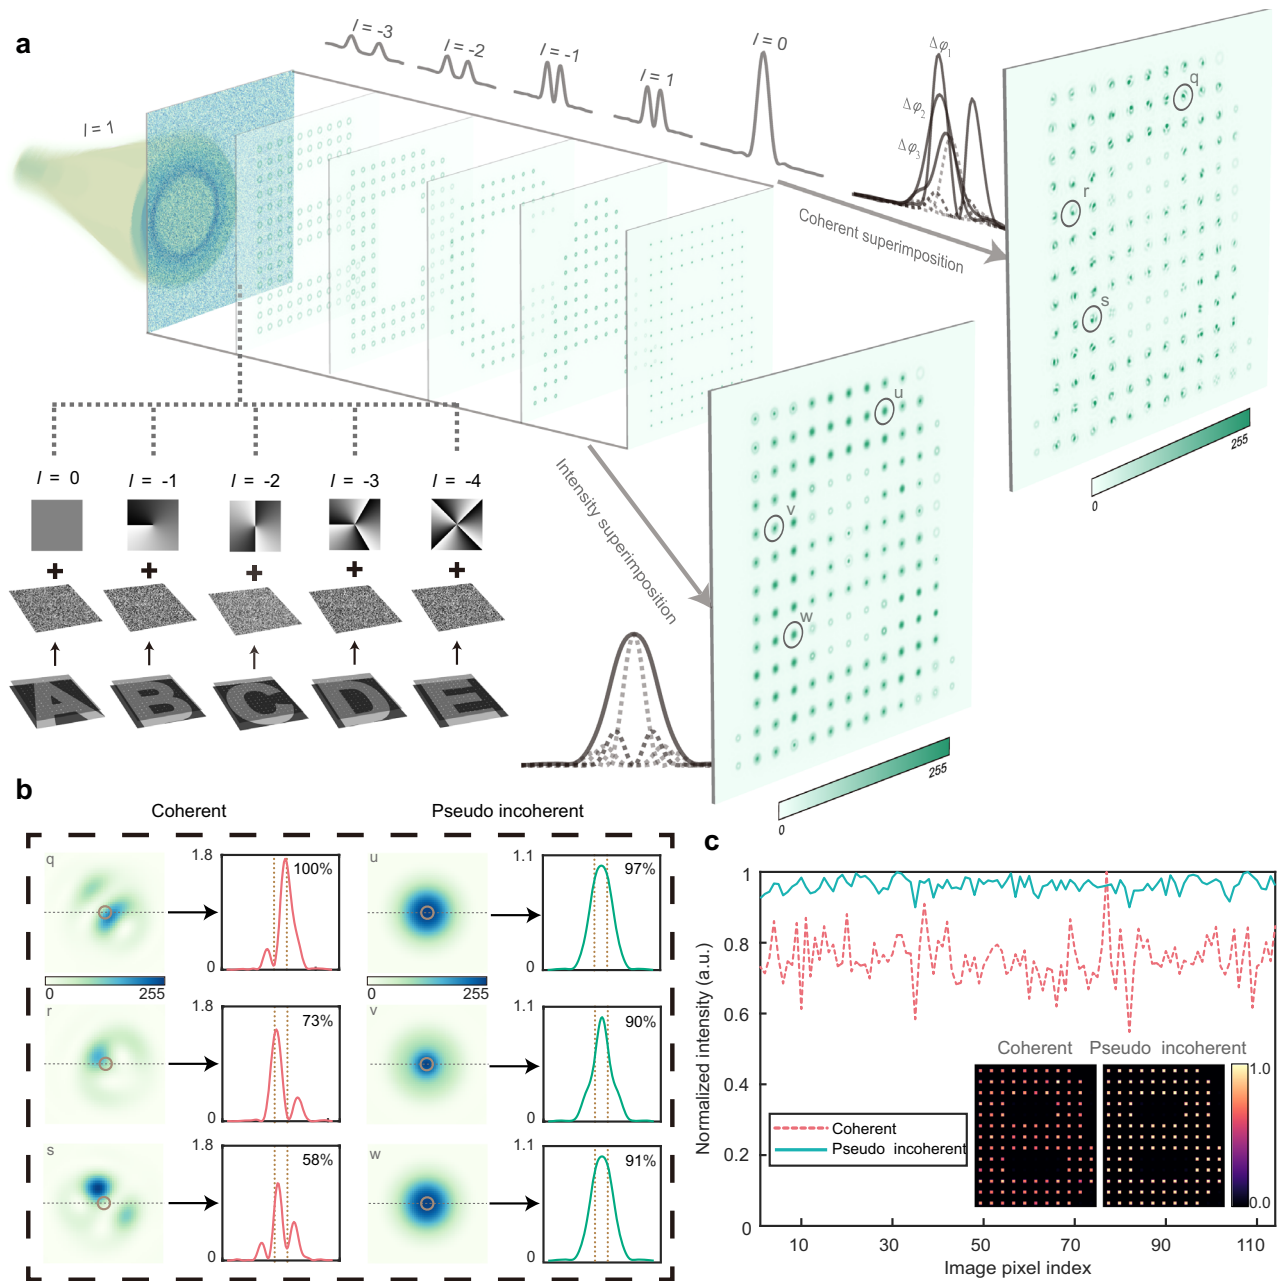 a
l = -3
l = -2
l = -1
l = 1
l = 0
Δφ1
Δφ2
Δφ3
l = 1
Coherent superimposition
q
r
s
0
255
Intensity superimposition
u
v
w
0
255
l = 0
l = -1
l = -2
l = -3
l = -4
+ + + + +
A B C D E
b
Coherent
Pseudo incoherent
q
1.8
100%
0
u
1.1
97%
0
0 255
0 255
r
1.8
73%
0
v
1.1
90%
0
s
1.8
58%
0
w
1.1
91%
0
c
Normalized intensity (a.u.)
1
0.8
0.6
0.4
0.2
0
10 30 50 70 90 110
Image pixel index
Coherent
Pseudo incoherent
Coherent Pseudo incoherent
1.0
0.0